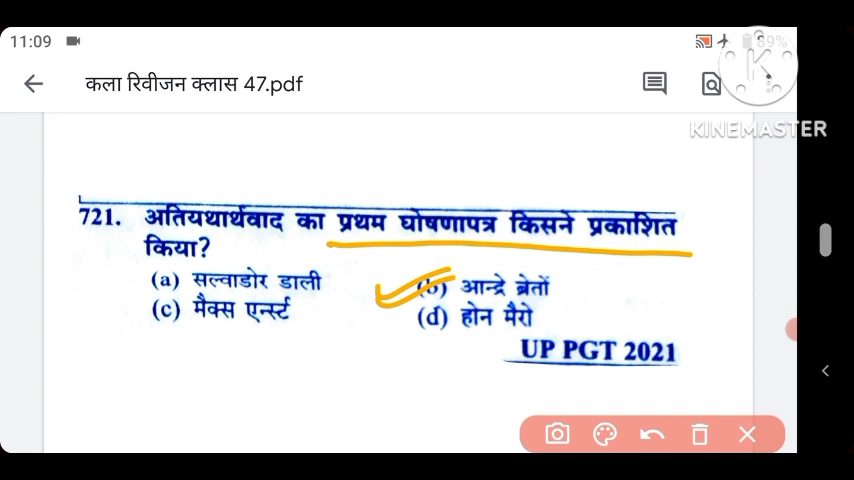 11:09
89%
कला रिवीजन क्लास 47.pdf
KINEMASTER
721. अतियथार्थवाद का प्रथम घोषणापत्र किसने प्रकाशित
किया?
(a) सल्वाडोर डाली (b) आन्द्रे ब्रेतों
(c) मैक्स एर्न्स्ट (d) होन मैरो
UP PGT 2021